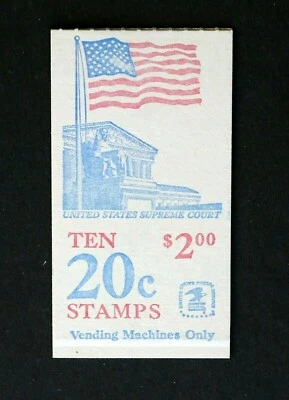 UNITED STATES SUPREME COURT
TEN $2.00
20c
STAMPS
Vending Machines Only